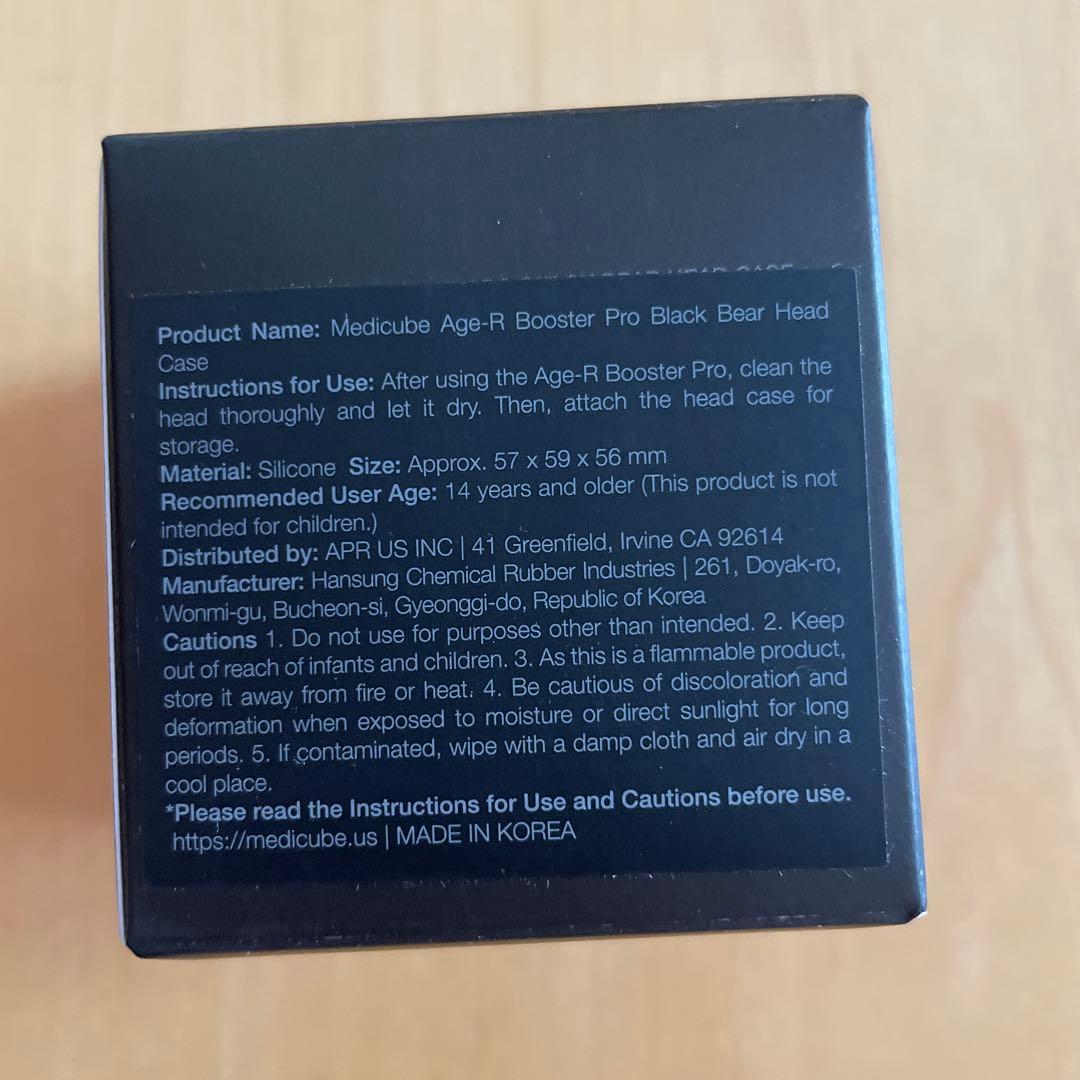 Product Name: Medicube Age-R Booster Pro Black Bear Head
Case
Instructions for Use: After using the Age-R Booster Pro, clean the
head thoroughly and let it dry. Then, attach the head case for
storage.
Material: Silicone Size: Approx. 57 x 59 x 56 mm
Recommended User Age: 14 years and older (This product is not
intended for children.)
Distributed by: APR US INC | 41 Greenfield, Irvine CA 92614
Manufacturer: Hansung Chemical Rubber Industries | 261, Doyak-ro,
Wonmi-gu, Bucheon-si, Gyeonggi-do, Republic of Korea
Cautions 1. Do not use for purposes other than intended. 2. Keep
out of reach of infants and children. 3. As this is a flammable product,
store it away from fire or heat. 4. Be cautious of discoloration and
deformation when exposed to moisture or direct sunlight for long
periods. 5. If contaminated, wipe with a damp cloth and air dry in a
cool place.
*Please read the Instructions for Use and Cautions before use.
https://medicube.us | MADE IN KOREA